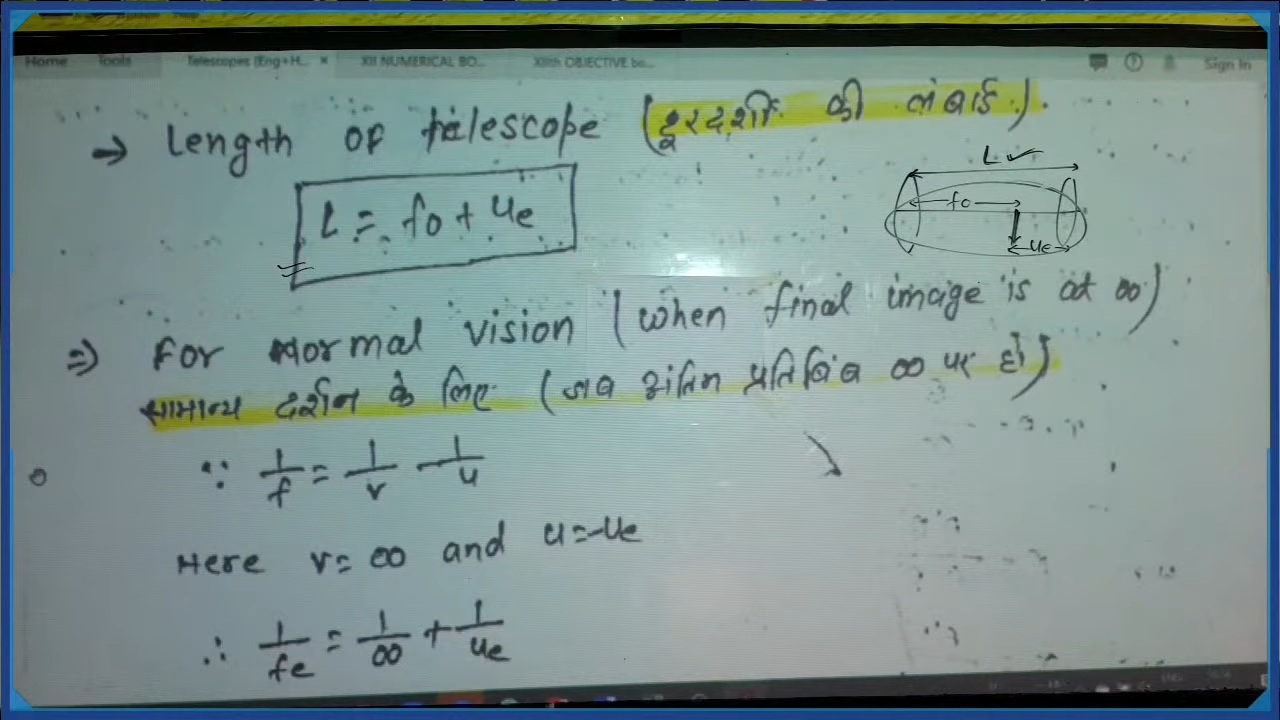 Home Tools Telescopes (Eng+H... × XII NUMERICAL BO... XIIth OBJECTIVE bo... Sign In
→ Length of telescope (दूरदर्शी की लंबाई).
L ✓
fo
ue
L = fo + ue
⇒ For Normal vision (when final image is at ∞)
सामान्य दर्शन के लिए (जब अंतिम प्रतिबिंब ∞ पर हो)
∵ 1/f = 1/v - 1/u
Here v = ∞ and u = -ue
∴ 1/fe = 1/∞ + 1/ue